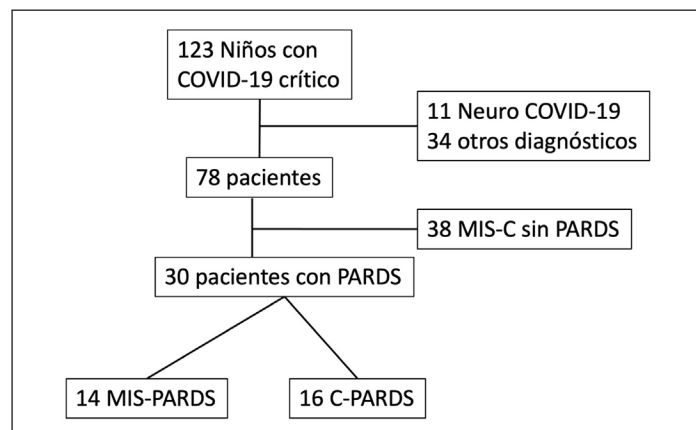 123 Niños con
COVID-19 crítico
11 Neuro COVID-19
34 otros diagnósticos
78 pacientes
38 MIS-C sin PARDS
30 pacientes con PARDS
14 MIS-PARDS
16 C-PARDS